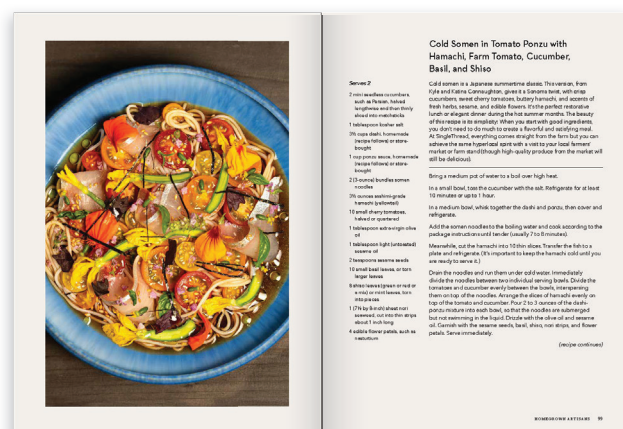 Cold Somen in Tomato Ponzu with
Hamachi, Farm Tomato, Cucumber,
Basil, and Shiso
Serves 2
2 mini seedless cucumbers,
such as Persian, halved
lengthwise and then thinly
sliced into matchsticks
1 tablespoon kosher salt
3¾ cups dashi, homemade
(recipe follows) or store-
bought
1 cup ponzu sauce, homemade
(recipe follows) or store-
bought
2 (3-ounce) bundles somen
noodles
3½ ounces sashimi-grade
hamachi (yellowtail)
10 small cherry tomatoes,
halved or quartered
1 tablespoon extra-virgin olive
oil
1 tablespoon light (untoasted)
sesame oil
2 teaspoons sesame seeds
10 small basil leaves, or torn
larger leaves
6 shiso leaves (green or red or
a mix) or mint leaves, torn
into pieces
1 (7½ by 8-inch) sheet nori
seaweed, cut into thin strips
about 1 inch long
4 edible flower petals, such as
nasturtium
Cold somen is a Japanese summertime classic. This version, from
Kyle and Katina Connaughton, gives it a Sonoma twist, with crisp
cucumbers, sweet cherry tomatoes, buttery hamachi, and accents of
fresh herbs, sesame, and edible flowers. It's the perfect restorative
lunch or elegant dinner during the hot summer months. The beauty
of this recipe is its simplicity: When you start with good ingredients,
you don't need to do much to create a flavorful and satisfying meal.
At SingleThread, everything comes straight from the farm but you can
achieve the same hyperlocal spirit with a visit to your local farmers'
market or farm stand (though high-quality produce from the market will
still be delicious).
Bring a medium pot of water to a boil over high heat.
In a small bowl, toss the cucumber with the salt. Refrigerate for at least
10 minutes or up to 1 hour.
In a medium bowl, whisk together the dashi and ponzu, then cover and
refrigerate.
Add the somen noodles to the boiling water and cook according to the
package instructions until tender (usually 7 to 8 minutes).
Meanwhile, cut the hamachi into 10 thin slices. Transfer the fish to a
plate and refrigerate. (It's important to keep the hamachi cold until you
are ready to serve it.)
Drain the noodles and run them under cold water. Immediately
divide the noodles between two individual serving bowls. Divide the
tomatoes and cucumber evenly between the bowls, interspersing
them on top of the noodles. Arrange the slices of hamachi evenly on
top of the tomato and cucumber. Pour 2 to 3 ounces of the dashi-
ponzu mixture into each bowl, so that the noodles are submerged
but not swimming in the liquid. Drizzle with the olive oil and sesame
oil. Garnish with the sesame seeds, basil, shiso, nori strips, and flower
petals. Serve immediately.
(recipe continues)
HOMEGROWN ARTISANS